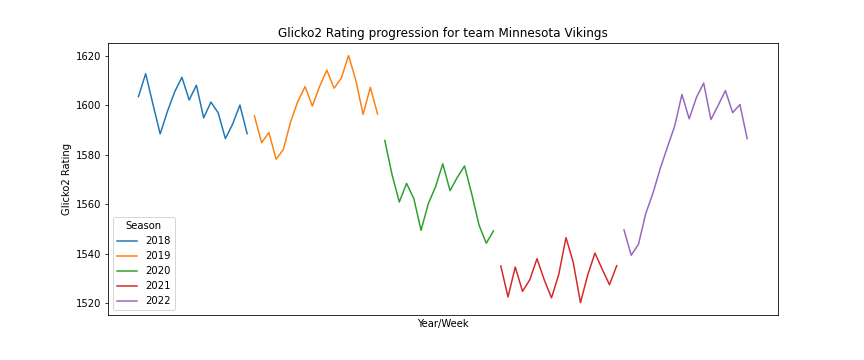 Glicko2 Rating progression for team Minnesota Vikings
Glicko2 Rating
1620
1600
1580
1560
1540
1520
Season
2018
2019
2020
2021
2022
Year/Week